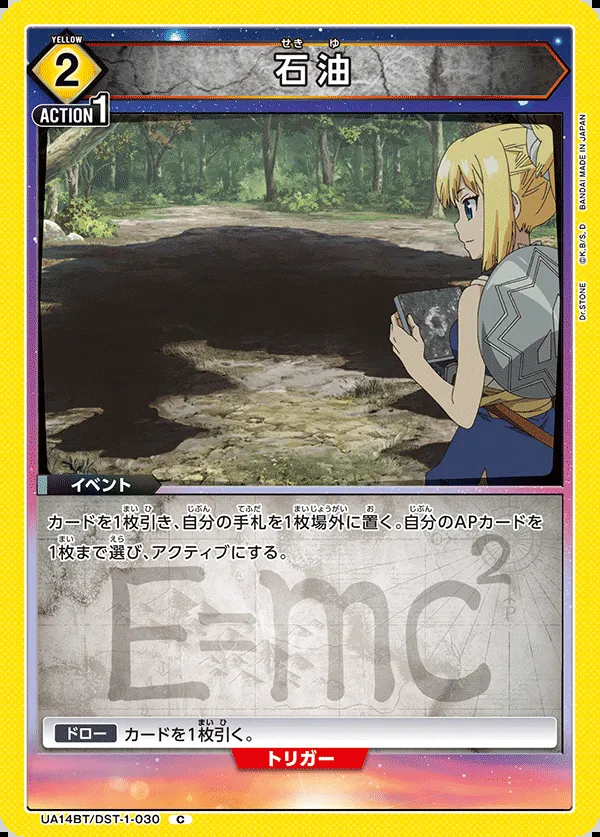 YELLOW
2
ACTION 1
せき ゆ
石油
Dr.STONE ©K,B/S, D BANDAI MADE IN JAPAN
イベント
カードを1枚引き、自分の手札を1枚場外に置く。自分のAPカードを
1枚まで選び、アクティブにする。
E=mc²
ドロー カードを1枚引く。
トリガー
UA14BT/DST-1-030 C